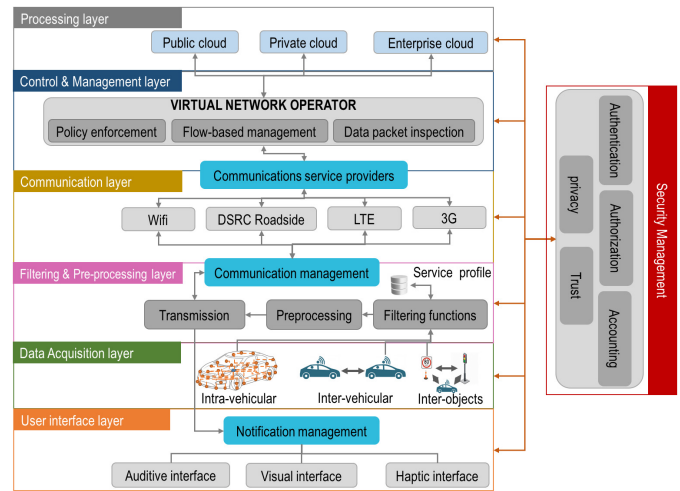 Processing layer
Public cloud
Private cloud
Enterprise cloud
Control & Management layer
VIRTUAL NETWORK OPERATOR
Policy enforcement
Flow-based management
Data packet inspection
Communications service providers
Communication layer
Wifi
DSRC Roadside
LTE
3G
Communication management
Filtering & Pre-processing layer
Service profile
Transmission
Preprocessing
Filtering functions
Data Acquisition layer
Intra-vehicular
Inter-vehicular
Inter-objects
User interface layer
Notification management
Auditive interface
Visual interface
Haptic interface
Authentication
privacy
Authorization
Trust
Accounting
Security Management